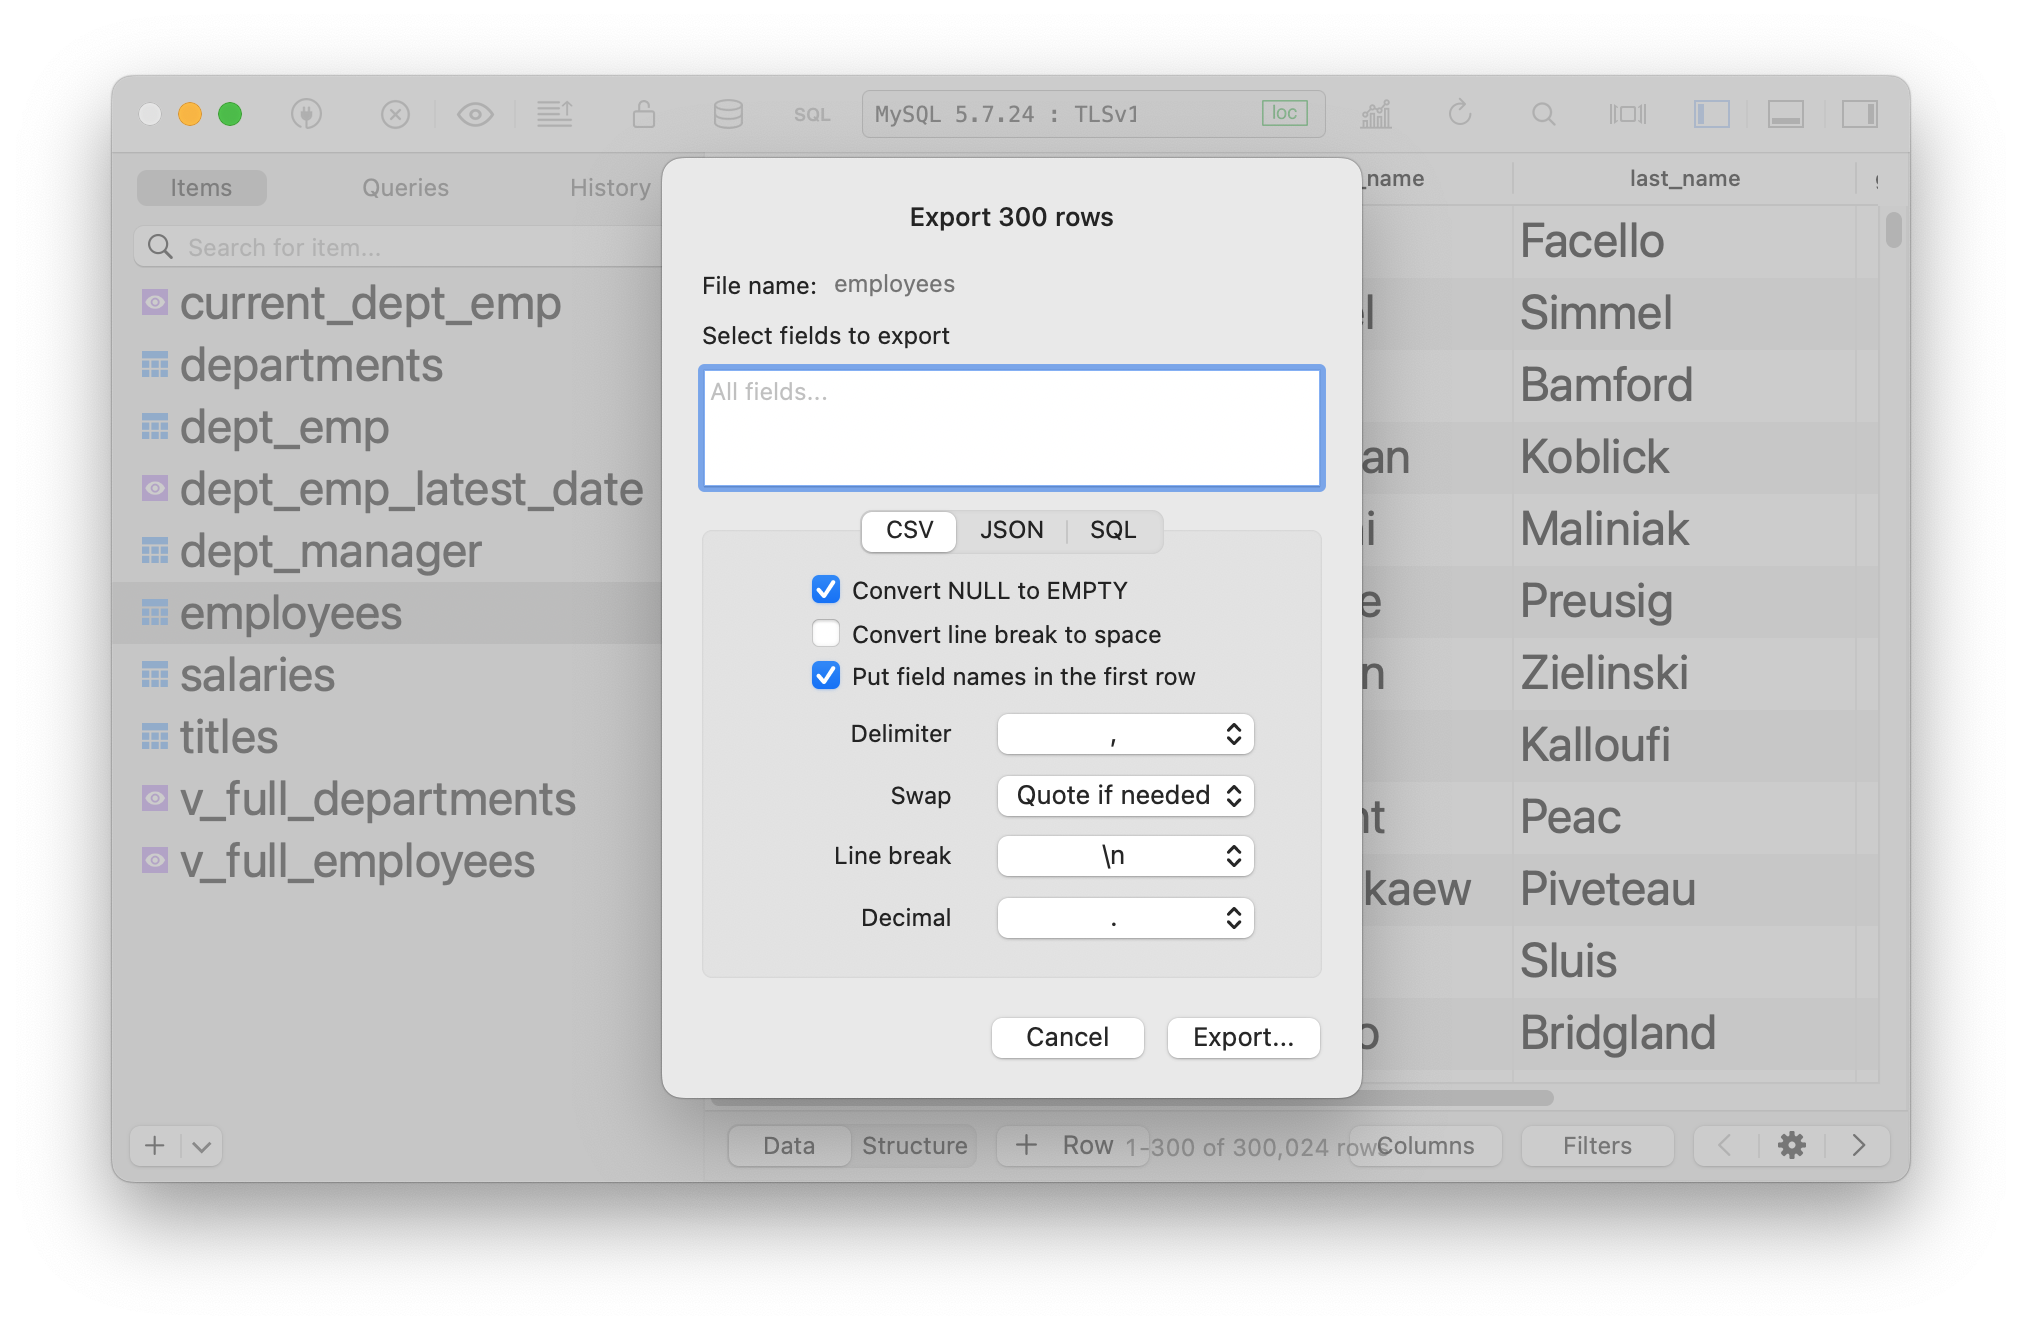 SQL
MySQL 5.7.24 : TLSv1
loc
Items
Queries
History
Search for item...
current_dept_emp
departments
dept_emp
dept_emp_latest_date
dept_manager
employees
salaries
titles
v_full_departments
v_full_employees
Export 300 rows
File name: employees
Select fields to export
All fields...
CSV
JSON
SQL
Convert NULL to EMPTY
Convert line break to space
Put field names in the first row
Delimiter ,
Swap Quote if needed
Line break \n
Decimal .
Cancel
Export...
_name
last_name
Facello
el Simmel
Bamford
an Koblick
i Maliniak
e Preusig
n Zielinski
Kalloufi
nt Peac
kaew Piveteau
Sluis
o Bridgland
Data
Structure
+ Row
1-300 of 300,024 rows
Columns
Filters